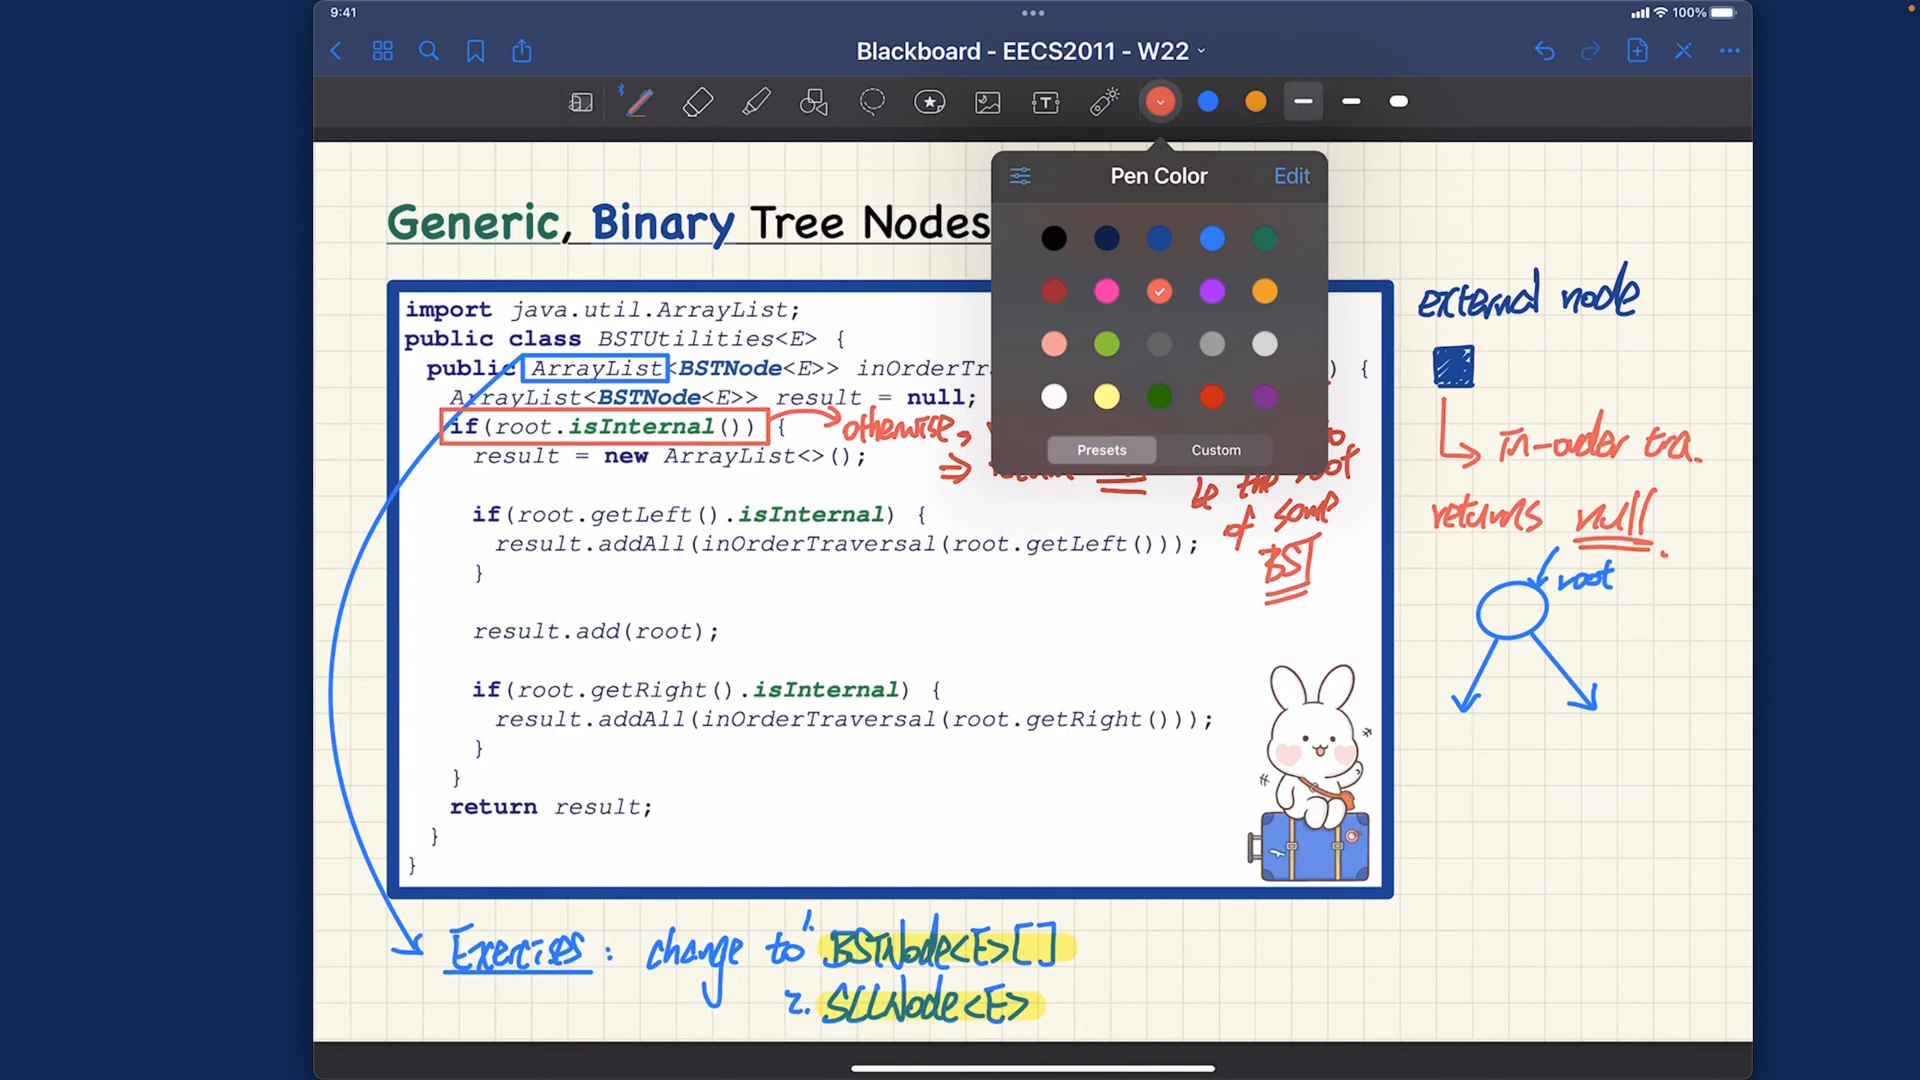 9:41
100%
Blackboard - EECS2011 - W22
Pen Color
Edit
Presets
Custom
Generic, Binary Tree Nodes
import java.util.ArrayList;
public class BSTUtilities<E> {
public ArrayList<BSTNode<E>> inOrderTr ) {
ArrayList<BSTNode<E>> result = null;
if(root.isInternal()) {
result = new ArrayList<>();
if(root.getLeft().isInternal) {
result.addAll(inOrderTraversal(root.getLeft()));
}
result.add(root);
if(root.getRight().isInternal) {
result.addAll(inOrderTraversal(root.getRight()));
}
}
return result;
}
}
otherwise,
⇒ return
be the root
of some
BST
external node
in-order tra.
returns null.
root
Exercises : change to 1. BSTNode<E>[]
2. SLLNode<E>